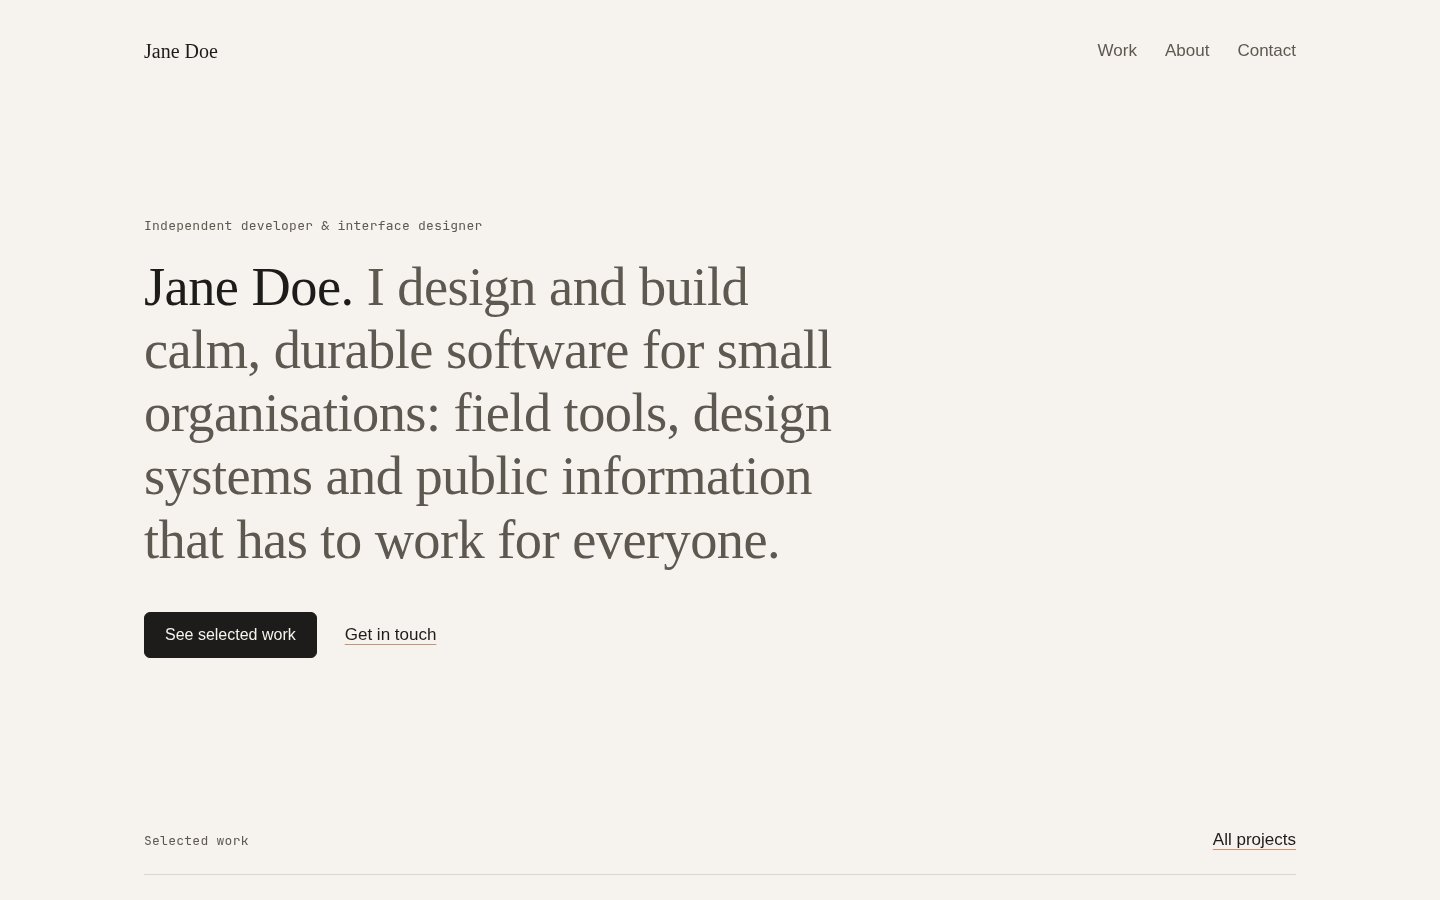 Jane Doe
Work About Contact
Independent developer & interface designer
Jane Doe. I design and build
calm, durable software for small
organisations: field tools, design
systems and public information
that has to work for everyone.
See selected work
Get in touch
Selected work
All projects